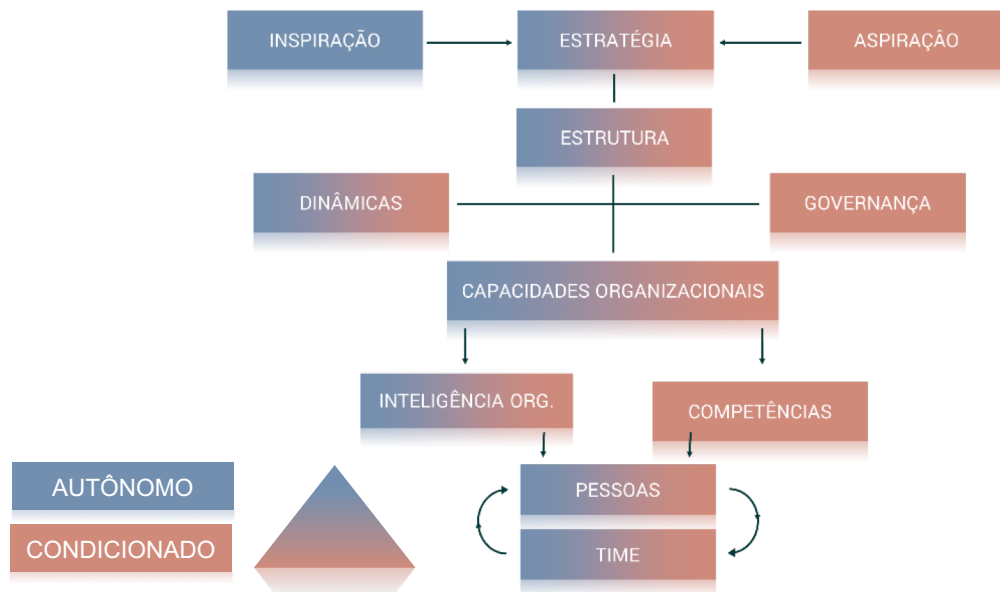 INSPIRAÇÃO
ESTRATÉGIA
ASPIRAÇÃO
ESTRUTURA
DINÂMICAS
GOVERNANÇA
CAPACIDADES ORGANIZACIONAIS
INTELIGÊNCIA ORG.
COMPETÊNCIAS
PESSOAS
TIME
AUTÔNOMO
CONDICIONADO